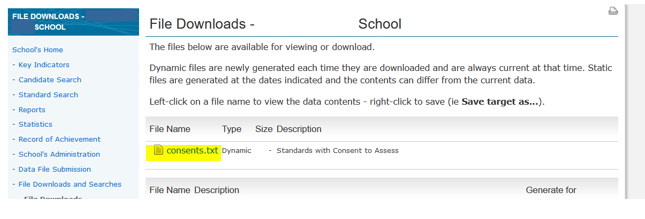 FILE DOWNLOADS -
SCHOOL
School's Home
- Key Indicators
- Candidate Search
- Standard Search
- Reports
- Statistics
- Record of Achievement
- School's Administration
- Data File Submission
- File Downloads and Searches
- File Downloads
File Downloads - School
The files below are available for viewing or download.
Dynamic files are newly generated each time they are downloaded and are always current at that time. Static
files are generated at the dates indicated and the contents can differ from the current data.
Left-click on a file name to view the data contents - right-click to save (ie Save target as...).
File Name Type Size Description
consents.txt Dynamic - Standards with Consent to Assess
File Name Description Generate for